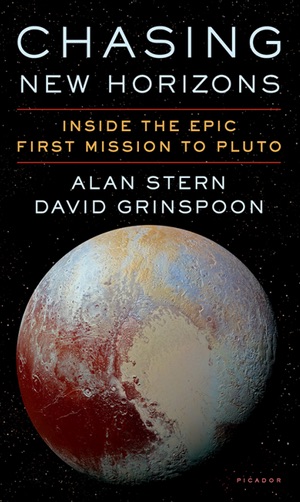 CHASING
NEW HORIZONS
INSIDE THE EPIC
FIRST MISSION TO PLUTO
ALAN STERN
DAVID GRINSPOON
PICADOR